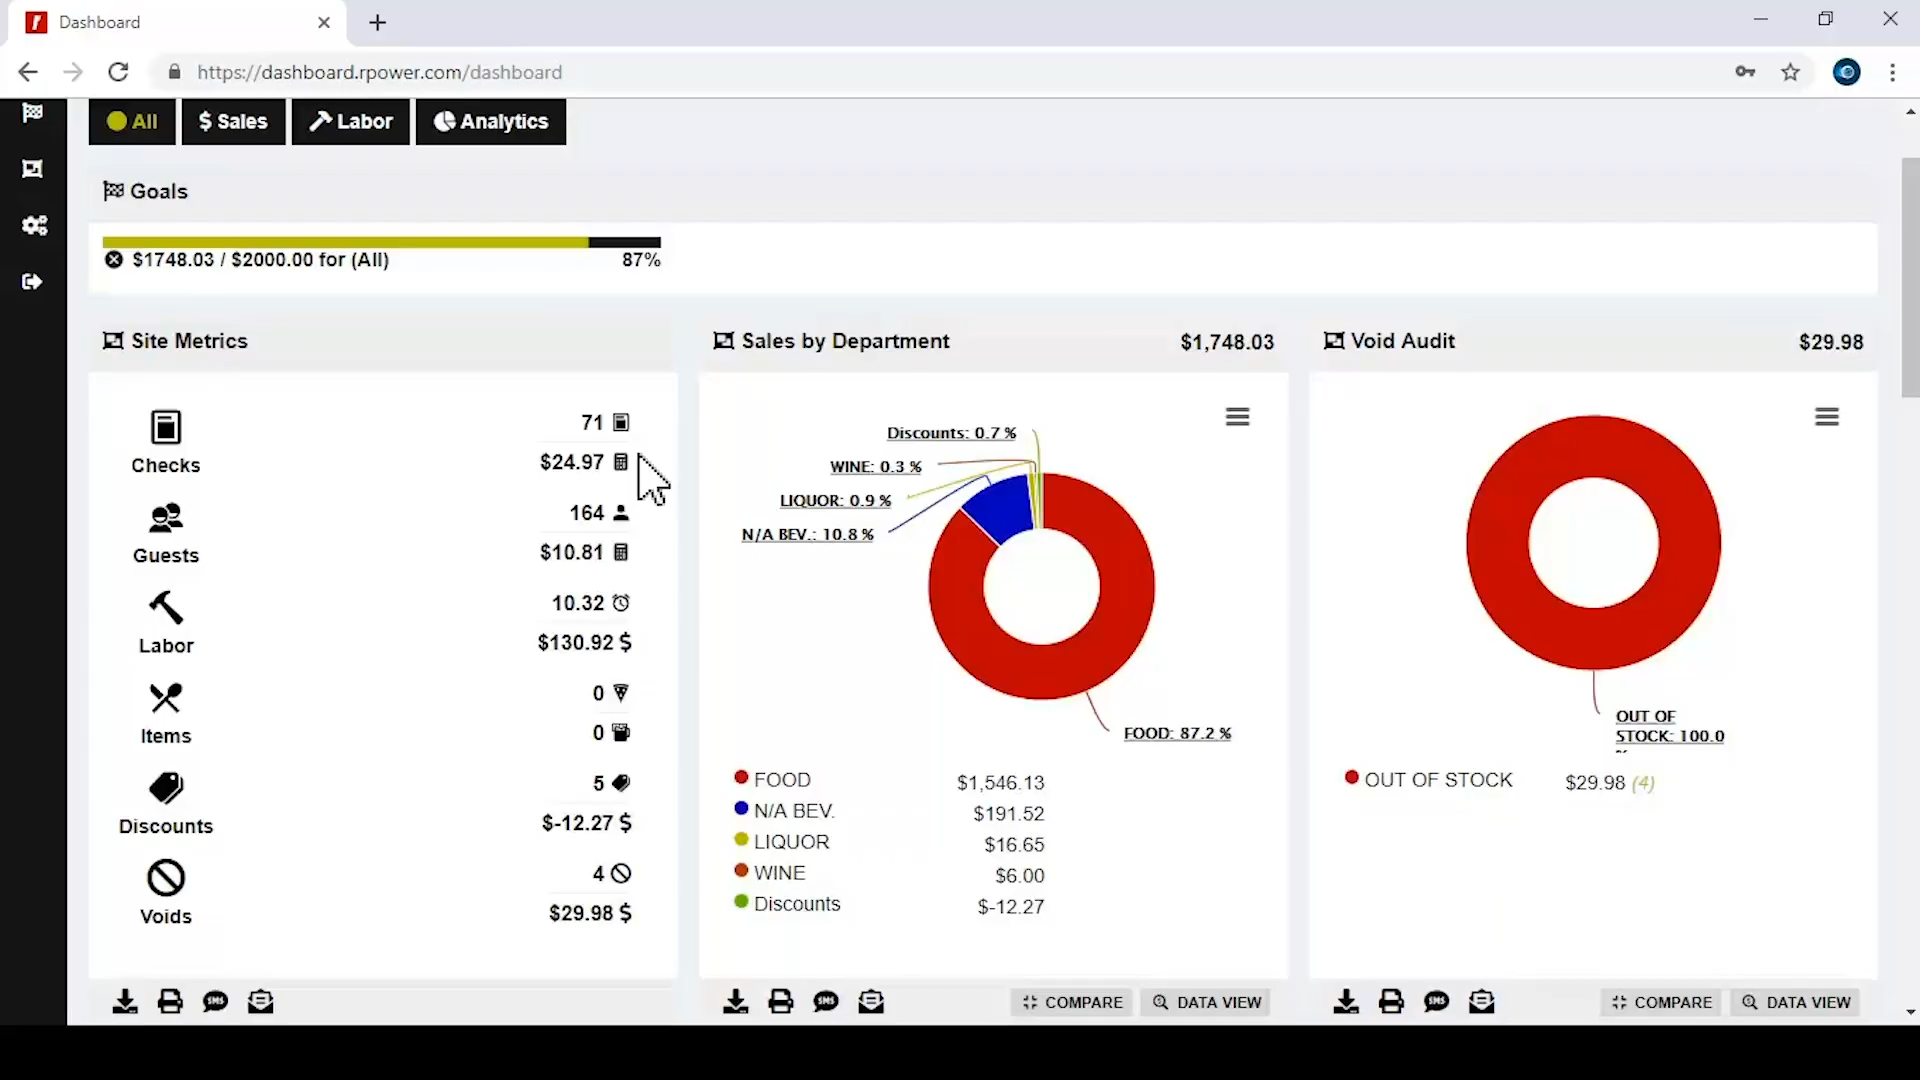 Dashboard
https://dashboard.rpower.com/dashboard
All
$ Sales
Labor
Analytics
Goals
$1748.03 / $2000.00 for (All)
87%
Site Metrics
71
Checks
$24.97
164
Guests
$10.81
10.32
Labor
$130.92 $
0
Items
0
5
Discounts
$-12.27 $
4
Voids
$29.98 $
SMS
Sales by Department
$1,748.03
Discounts: 0.7 %
WINE: 0.3 %
LIQUOR: 0.9 %
N/A BEV.: 10.8 %
FOOD: 87.2 %
FOOD $1,546.13
N/A BEV. $191.52
LIQUOR $16.65
WINE $6.00
Discounts $-12.27
SMS
COMPARE
DATA VIEW
Void Audit
$29.98
OUT OF
STOCK: 100.0
OUT OF STOCK $29.98 (4)
SMS
COMPARE
DATA VIEW